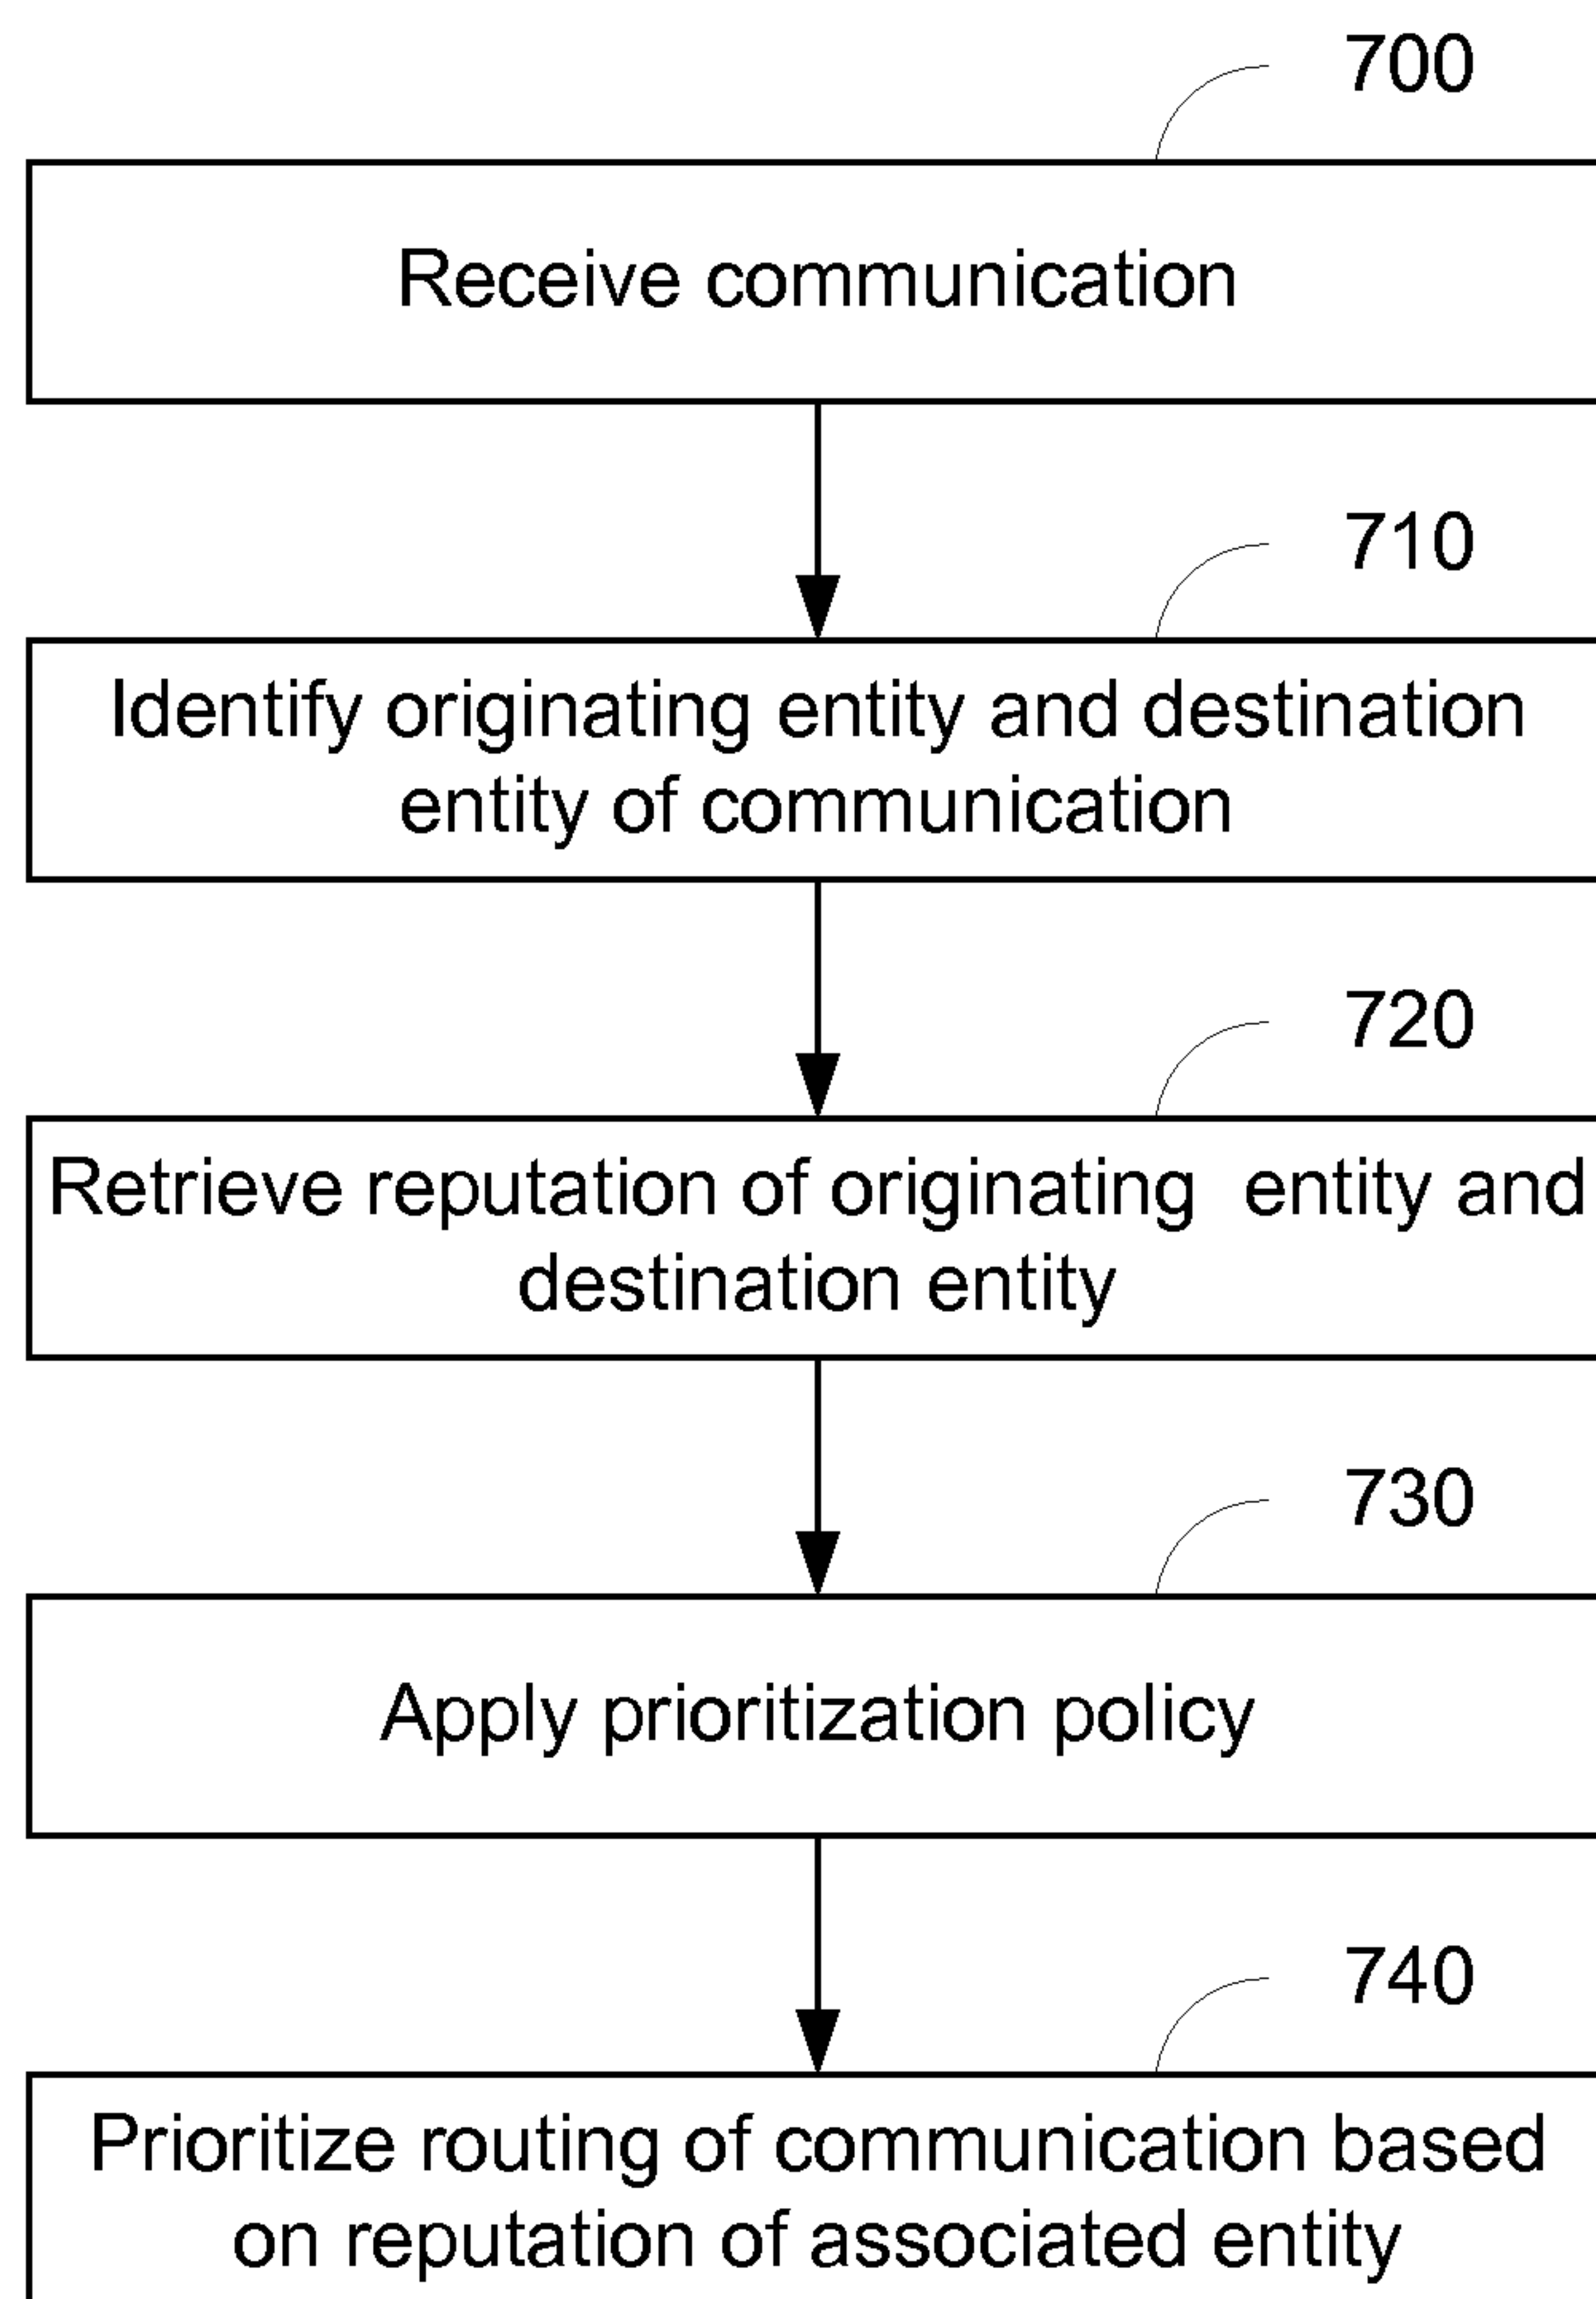 700
Receive communication
710
Identify originating entity and destination
entity of communication
720
Retrieve reputation of originating  entity and
destination entity
730
Apply prioritization policy
740
Prioritize routing of communication based
on reputation of associated entity